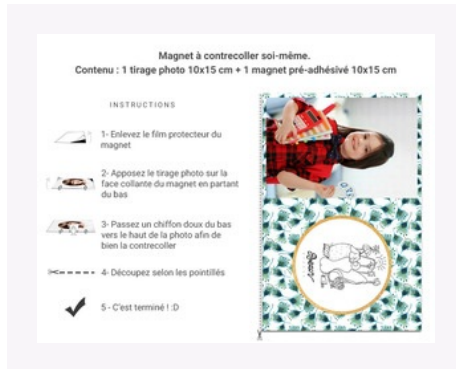 Magnet à contrecoller soi-même.
Contenu : 1 tirage photo 10x15 cm + 1 magnet pré-adhésivé 10x15 cm
INSTRUCTIONS
1- Enlevez le film protecteur du
magnet
2- Apposez le tirage photo sur la
face collante du magnet en partant
du bas
3- Passez un chiffon doux du bas
vers le haut de la photo afin de
bien la contrecoller
4- Découpez selon les pointillés
5 - C'est terminé ! :D